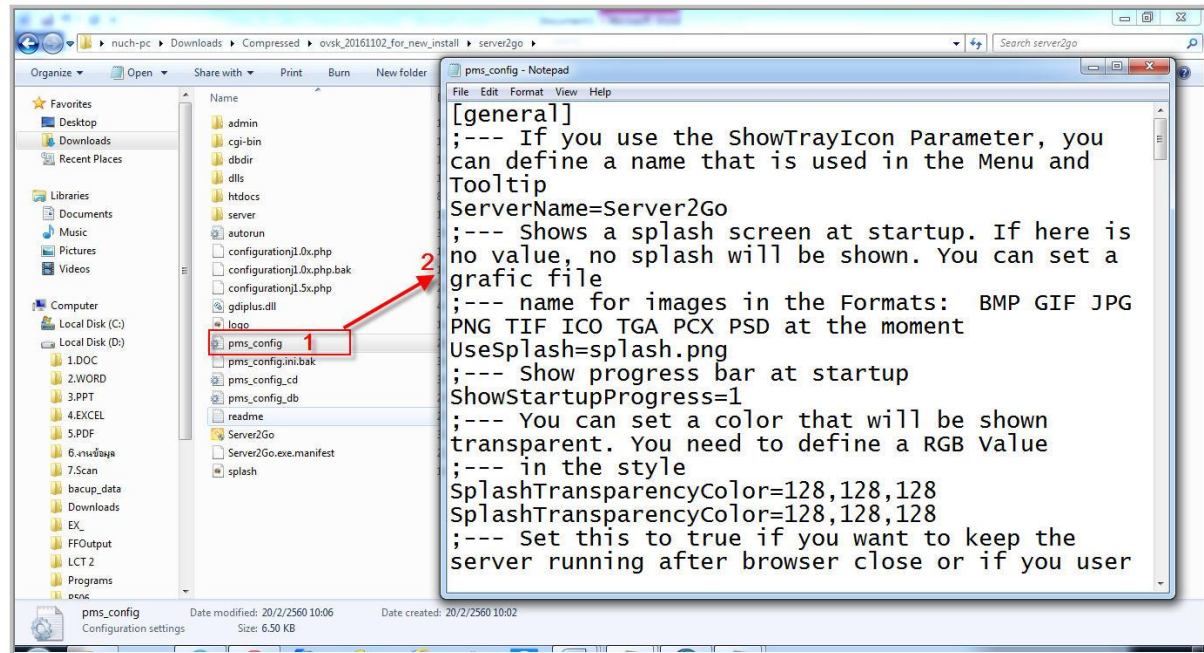 nuch-pc ▸ Downloads ▸ Compressed ▸ ovsk_20161102_for_new_install ▸ server2go ▸
Search server2go
Organize Open Share with Print Burn New folder
Favorites
Desktop
Downloads
Recent Places
Libraries
Documents
Music
Pictures
Videos
Computer
Local Disk (C:)
Local Disk (D:)
1.DOC
2.WORD
3.PPT
4.EXCEL
5.PDF
6.งานข้อมูล
7.Scan
bacup_data
Downloads
EX_
FFOutput
LCT 2
Programs
Name
admin
cgi-bin
dbdir
dlls
htdocs
server
autorun
configurationj1.0x.php
configurationj1.0x.php.bak
configurationj1.5x.php
gdiplus.dll
logo
pms_config 1
pms_config.ini.bak
pms_config_cd
pms_config_db
readme
Server2Go
Server2Go.exe.manifest
splash
2
pms_config - Notepad
File Edit Format View Help
[general]
;--- If you use the ShowTrayIcon Parameter, you
can define a name that is used in the Menu and
Tooltip
ServerName=Server2Go
;--- Shows a splash screen at startup. If here is
no value, no splash will be shown. You can set a
grafic file
;--- name for images in the Formats: BMP GIF JPG
PNG TIF ICO TGA PCX PSD at the moment
UseSplash=splash.png
;--- Show progress bar at startup
ShowStartupProgress=1
;--- You can set a color that will be shown
transparent. You need to define a RGB Value
;--- in the style
SplashTransparencyColor=128,128,128
SplashTransparencyColor=128,128,128
;--- Set this to true if you want to keep the
server running after browser close or if you user
pms_config Date modified: 20/2/2560 10:06 Date created: 20/2/2560 10:02
Configuration settings Size: 6.50 KB